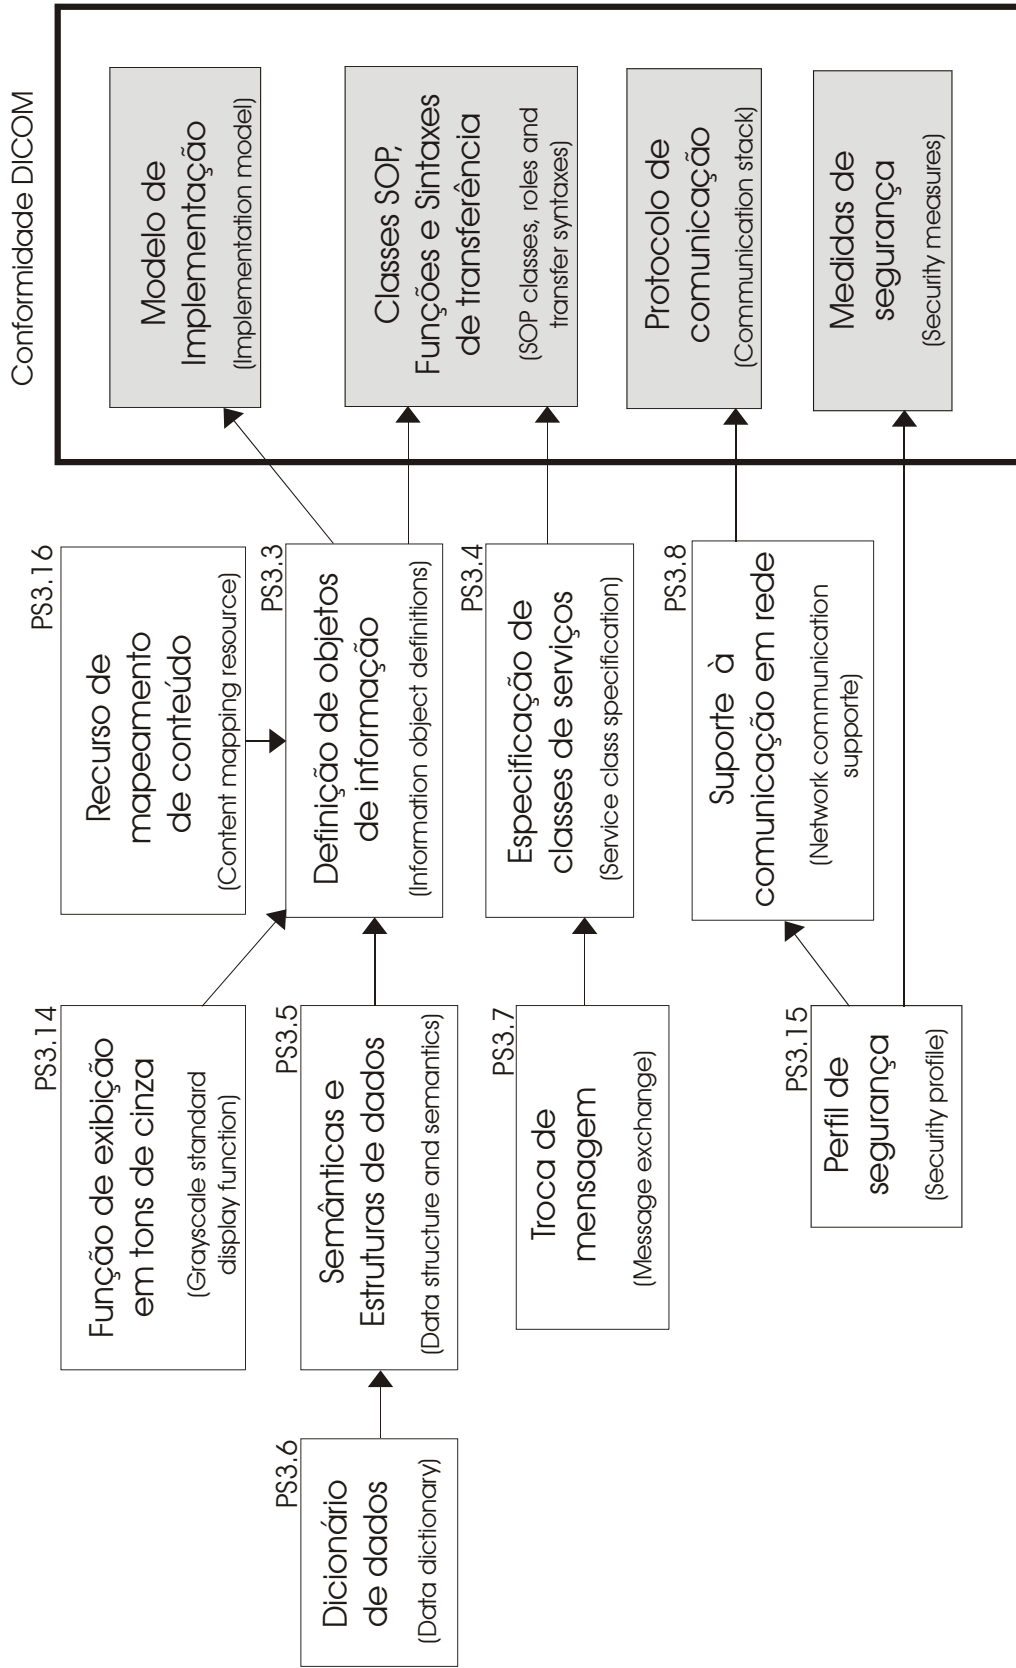 Conformidade DICOM
PS3.16
Recurso de
mapeamento
de conteúdo
(Content mapping resource)
Modelo de
Implementação
(Implementation model)
PS3.14
Função de exibição
em tons de cinza
(Grayscale standard
display function)
PS3.3
Definição de objetos
de informação
(Information object definitions)
Classes SOP,
Funções e Sintaxes
de transferência
(SOP classes, roles and
transfer syntaxes)
PS3.6
Dicionário
de dados
(Data dictionary)
PS3.5
Semânticas e
Estruturas de dados
(Data structure and semantics)
PS3.4
Especificação de
classes de serviços
(Service class specification)
PS3.7
Troca de
mensagem
(Message exchange)
PS3.8
Suporte à
comunicação em rede
(Network communication
supporte)
Protocolo de
comunicação
(Communication stack)
PS3.15
Perfil de
segurança
(Security profile)
Medidas de
segurança
(Security measures)